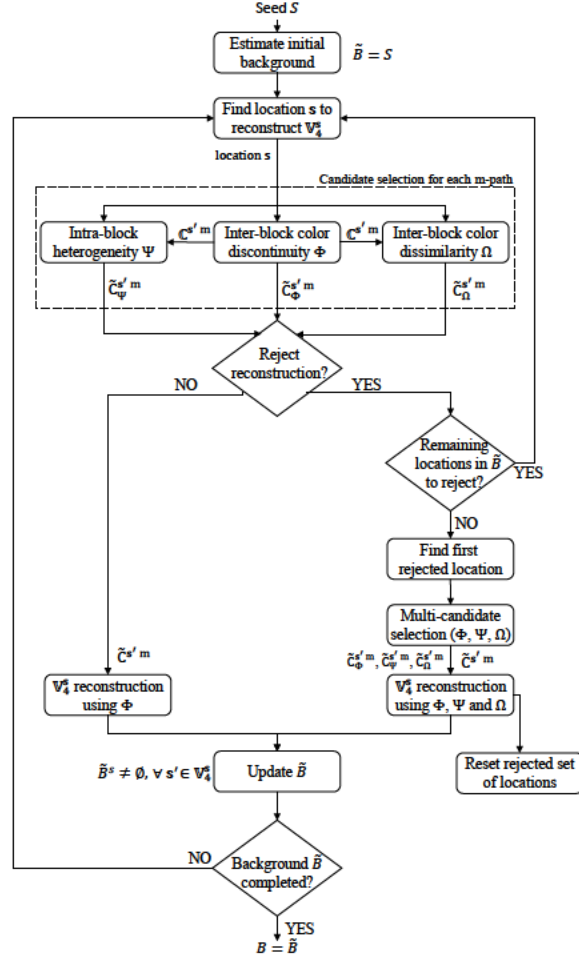 Seed S
Estimate initial
background
B̃ = S
Find location s to
reconstruct 𝕍₄ˢ
location s
Candidate selection for each m-path
Intra-block
heterogeneity Ψ
ℂ^{s′ m}
Inter-block color
discontinuity Φ
ℂ^{s′ m}
Inter-block color
dissimilarity Ω
C̃_Ψ^{s′ m}
C̃_Φ^{s′ m}
C̃_Ω^{s′ m}
Reject
reconstruction?
NO
YES
Remaining
locations in B̃
to reject?
YES
NO
Find first
rejected location
Multi-candidate
selection (Φ, Ψ, Ω)
C̃^{s′ m}
C̃_Φ^{s′ m}, C̃_Ψ^{s′ m}, C̃_Ω^{s′ m}
C̃^{s′ m}
𝕍₄ˢ reconstruction
using Φ
𝕍₄ˢ reconstruction
using Φ, Ψ and Ω
B̃ˢ ≠ ∅, ∀ s′ ∈ 𝕍₄ˢ
Update B̃
Reset rejected set
of locations
NO
Background B̃
completed?
YES
B = B̃